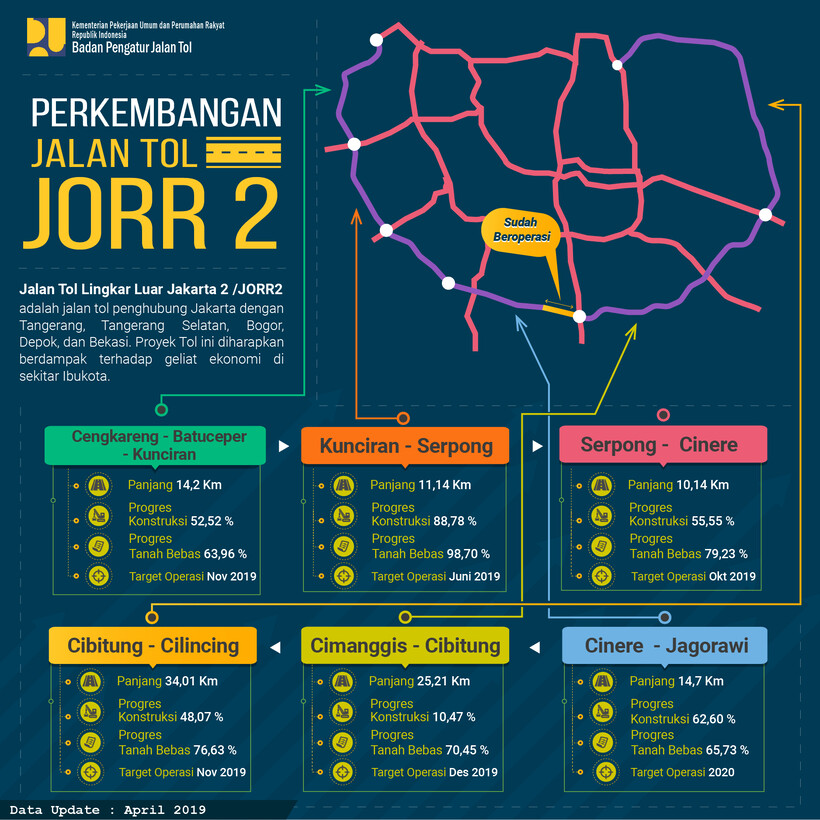 Kementerian Pekerjaan Umum dan Perumahan Rakyat
Republik Indonesia
Badan Pengatur Jalan Tol
PERKEMBANGAN
JALAN TOL
JORR 2
Jalan Tol Lingkar Luar Jakarta 2 /JORR2
adalah jalan tol penghubung Jakarta dengan
Tangerang, Tangerang Selatan, Bogor,
Depok, dan Bekasi. Proyek Tol ini diharapkan
berdampak terhadap geliat ekonomi di
sekitar Ibukota.
Sudah
Beroperasi
Cengkareng - Batuceper
- Kunciran
Panjang 14,2 Km
Progres
Konstruksi 52,52 %
Progres
Tanah Bebas 63,96 %
Target Operasi Nov 2019
Kunciran - Serpong
Panjang 11,14 Km
Progres
Konstruksi 88,78 %
Progres
Tanah Bebas 98,70 %
Target Operasi Juni 2019
Serpong - Cinere
Panjang 10,14 Km
Progres
Konstruksi 55,55 %
Progres
Tanah Bebas 79,23 %
Target Operasi Okt 2019
Cibitung - Cilincing
Panjang 34,01 Km
Progres
Konstruksi 48,07 %
Progres
Tanah Bebas 76,63 %
Target Operasi Nov 2019
Cimanggis - Cibitung
Panjang 25,21 Km
Progres
Konstruksi 10,47 %
Progres
Tanah Bebas 70,45 %
Target Operasi Des 2019
Cinere - Jagorawi
Panjang 14,7 Km
Progres
Konstruksi 62,60 %
Progres
Tanah Bebas 65,73 %
Target Operasi 2020
Data Update : April 2019